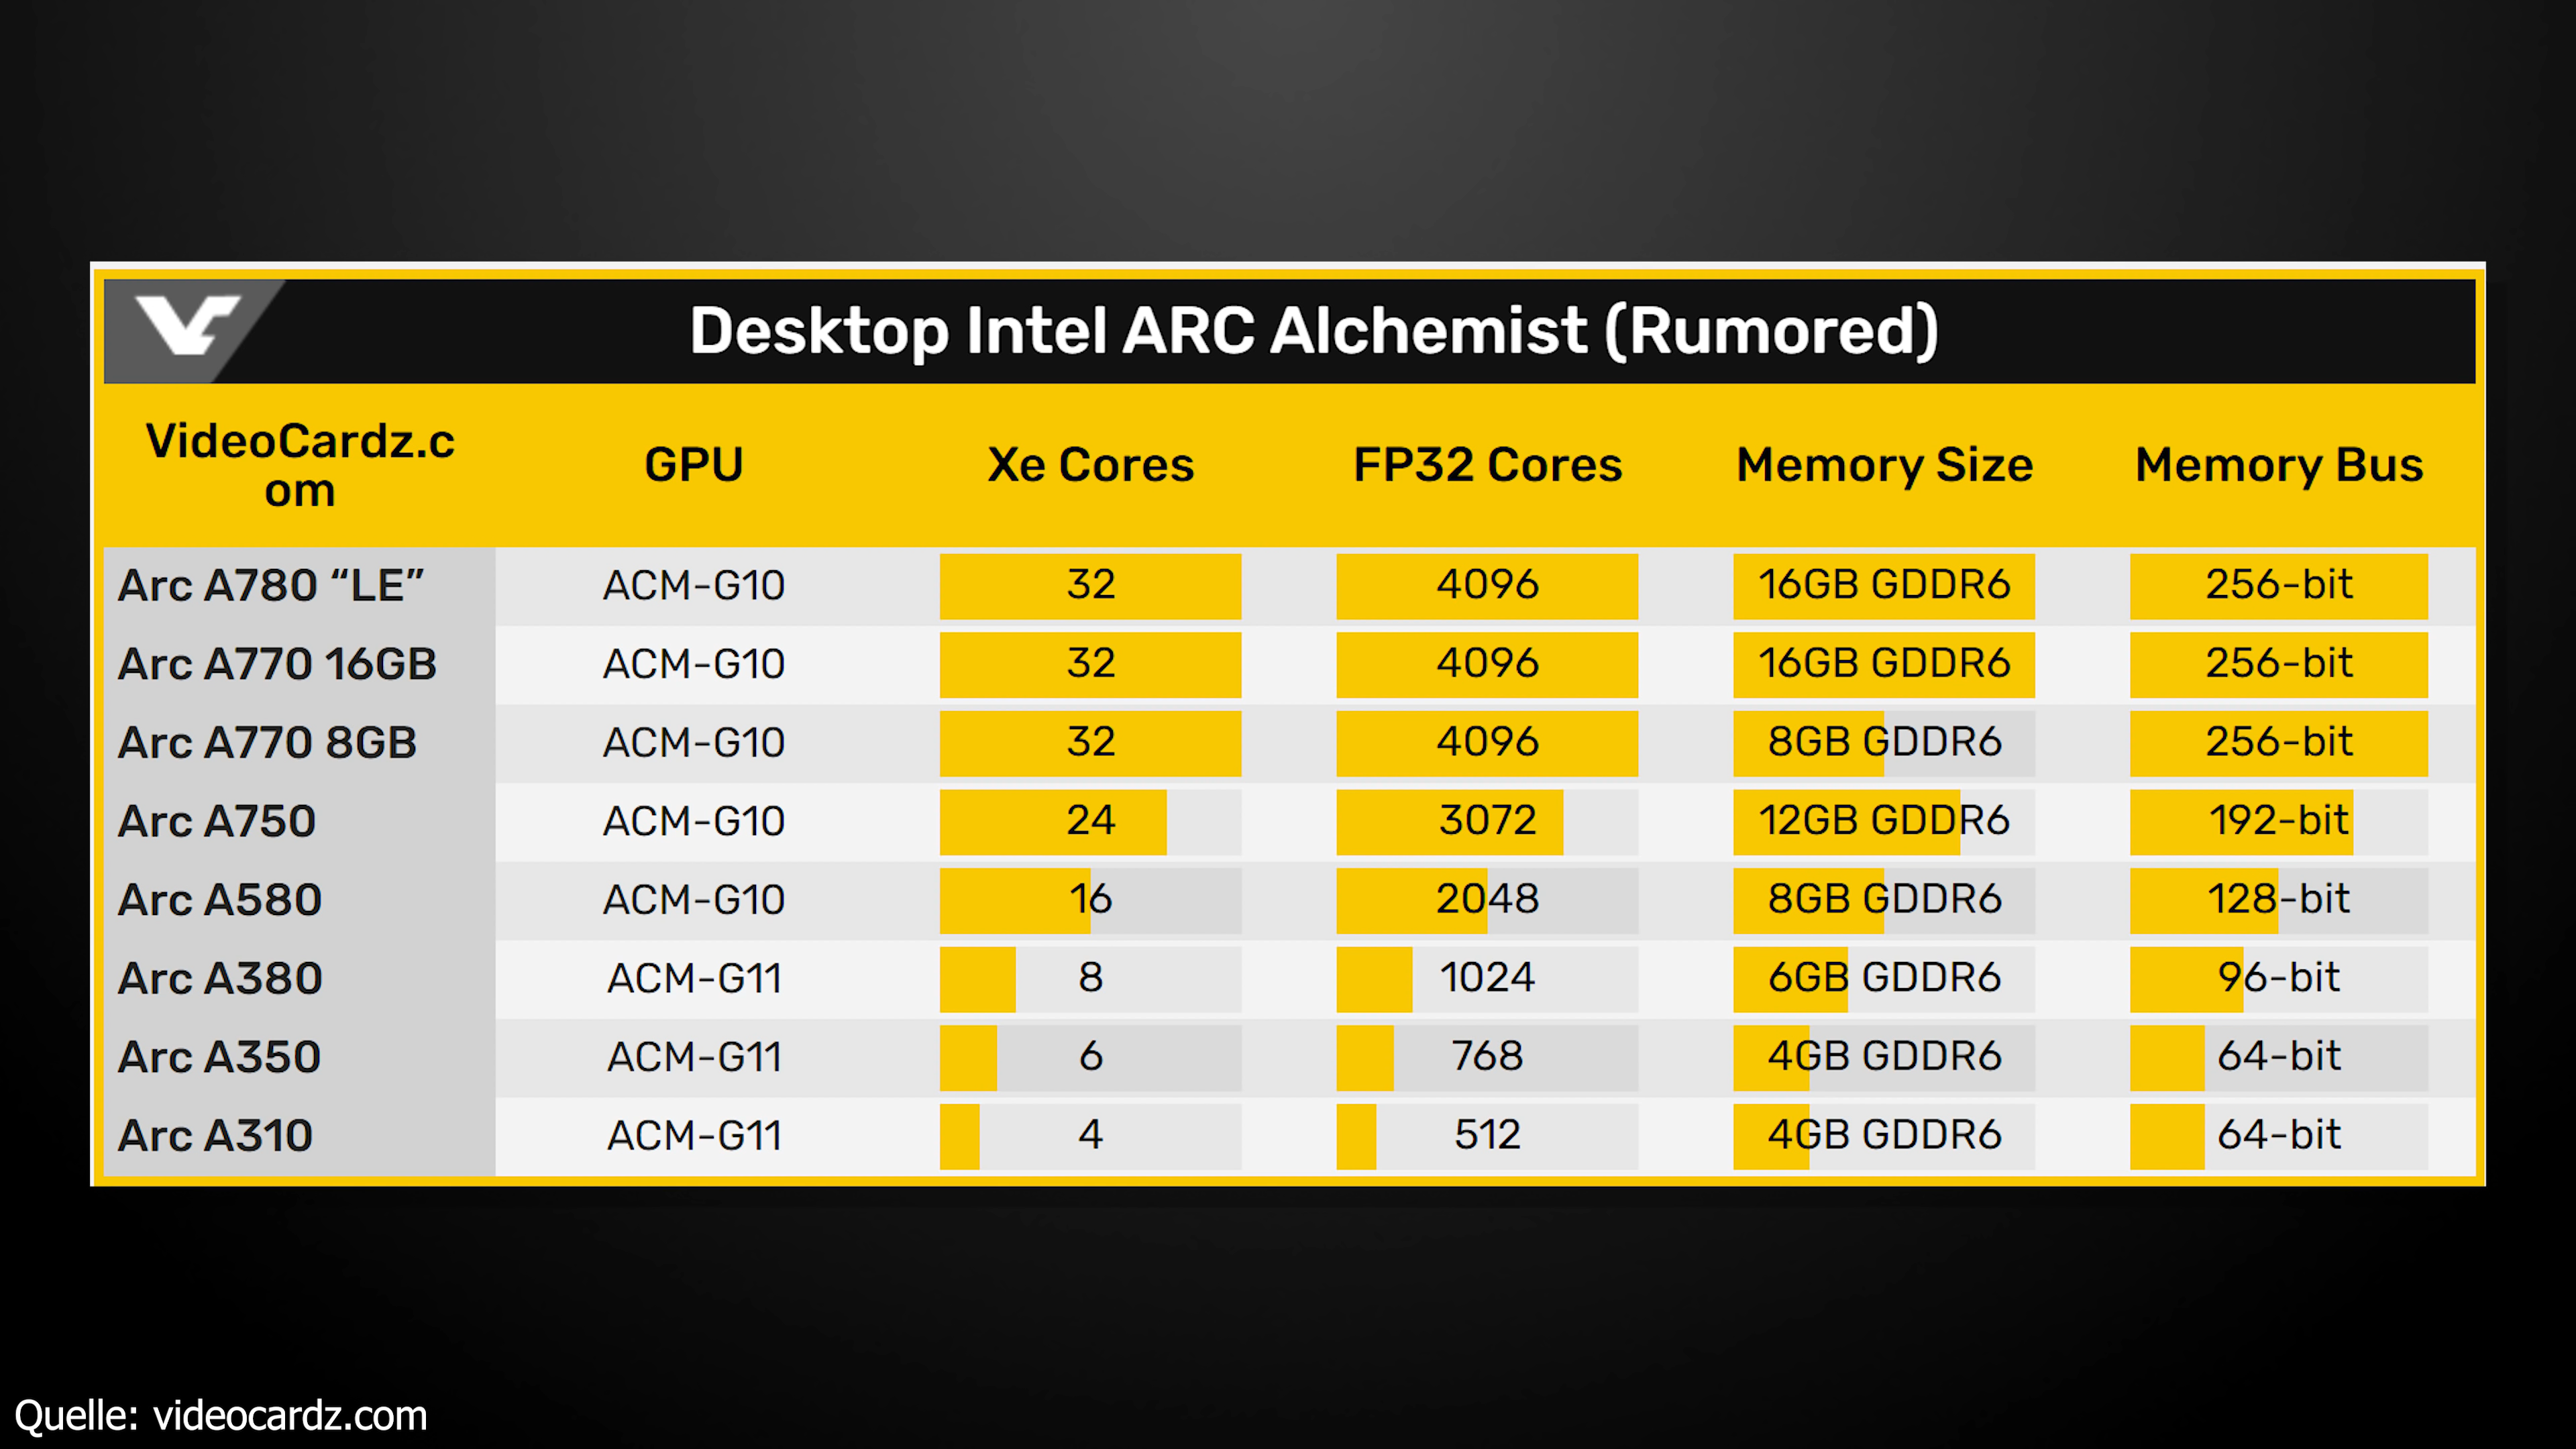 Desktop Intel ARC Alchemist (Rumored)
VideoCardz.c
om
GPU
Xe Cores
FP32 Cores
Memory Size
Memory Bus
Arc A780 “LE” ACM-G10 32 4096 16GB GDDR6 256-bit
Arc A770 16GB ACM-G10 32 4096 16GB GDDR6 256-bit
Arc A770 8GB ACM-G10 32 4096 8GB GDDR6 256-bit
Arc A750 ACM-G10 24 3072 12GB GDDR6 192-bit
Arc A580 ACM-G10 16 2048 8GB GDDR6 128-bit
Arc A380 ACM-G11 8 1024 6GB GDDR6 96-bit
Arc A350 ACM-G11 6 768 4GB GDDR6 64-bit
Arc A310 ACM-G11 4 512 4GB GDDR6 64-bit
Quelle: videocardz.com